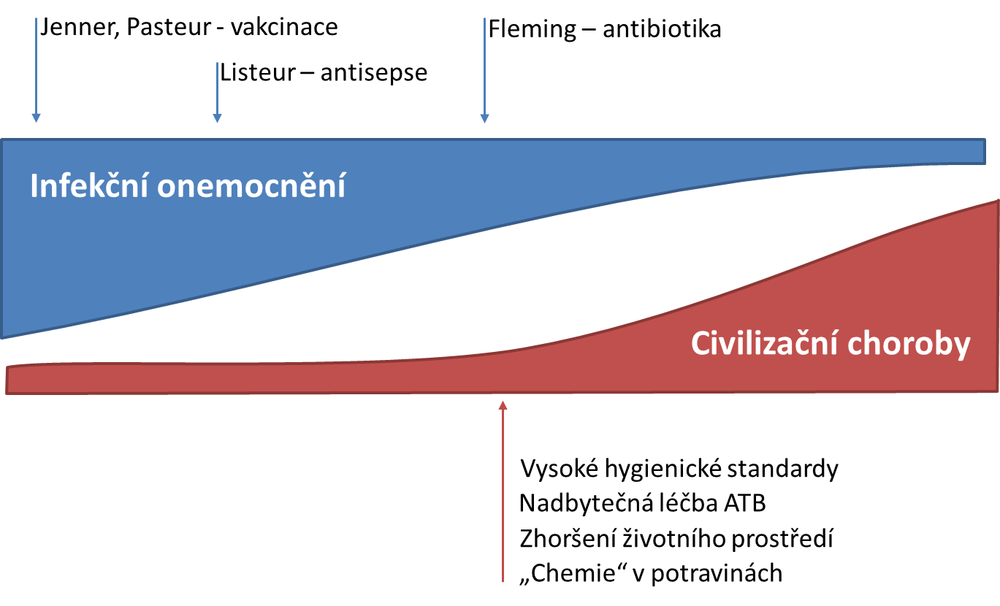 Jenner, Pasteur - vakcinace
Fleming – antibiotika
Listeur – antisepse
Infekční onemocnění
Civilizační choroby
Vysoké hygienické standardy
Nadbytečná léčba ATB
Zhoršení životního prostředí
„Chemie“ v potravinách